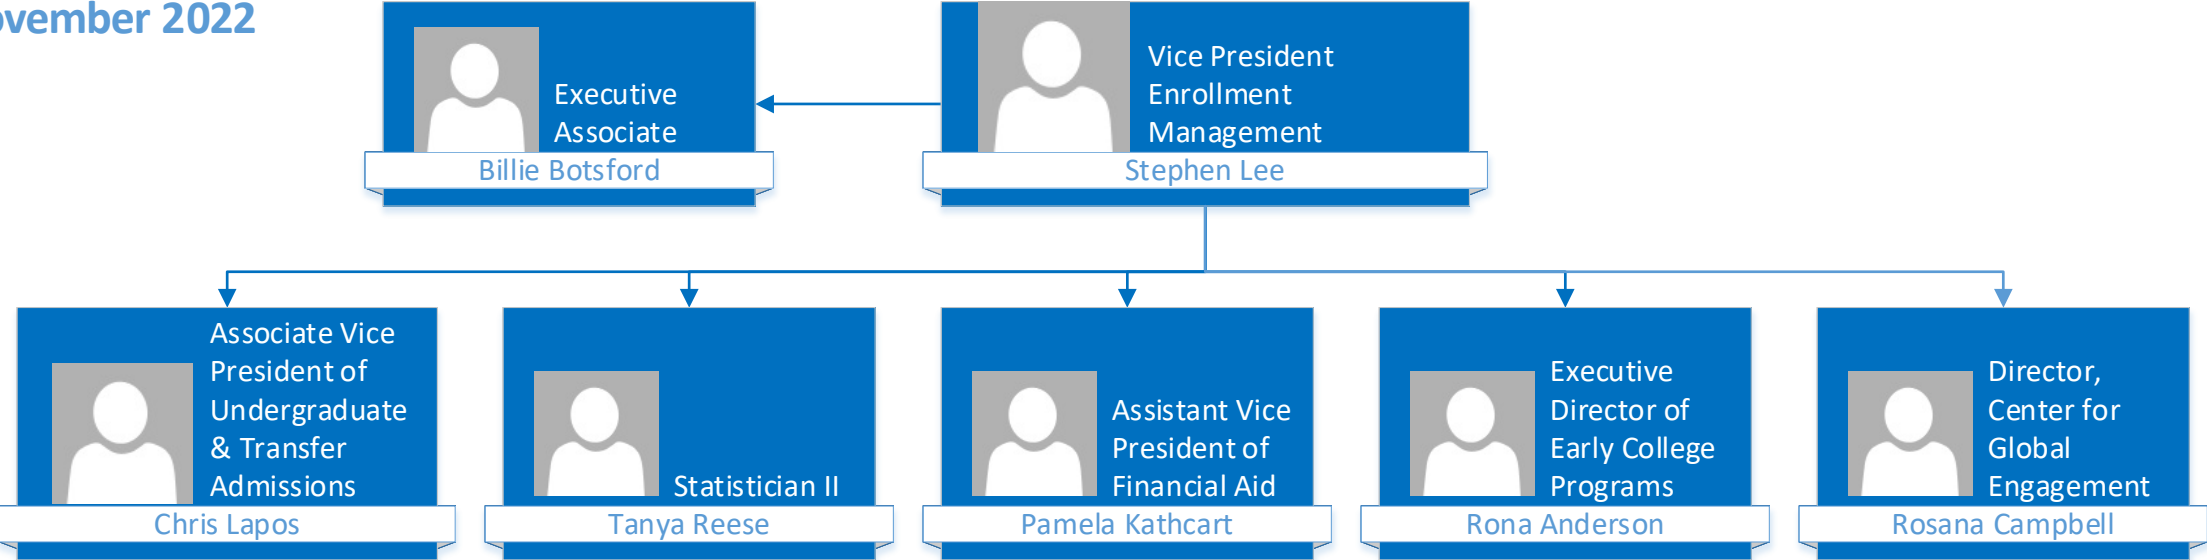 ovember 2022
Executive
Associate
Billie Botsford
Vice President
Enrollment
Management
Stephen Lee
Associate Vice
President of
Undergraduate
& Transfer
Admissions
Chris Lapos
Statistician II
Tanya Reese
Assistant Vice
President of
Financial Aid
Pamela Kathcart
Executive
Director of
Early College
Programs
Rona Anderson
Director,
Center for
Global
Engagement
Rosana Campbell